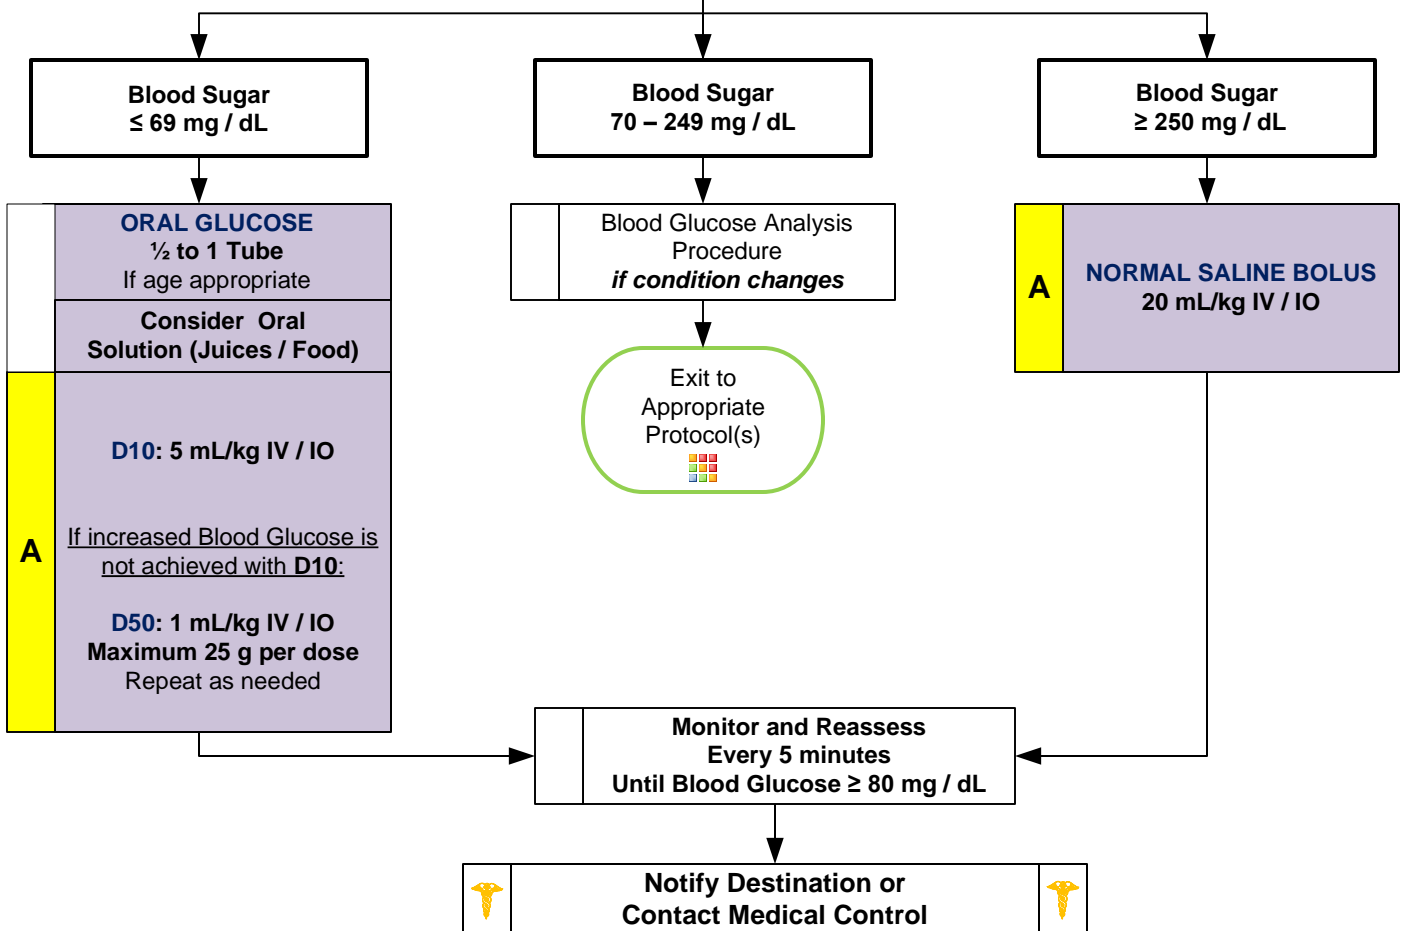 Blood Sugar
≤ 69 mg / dL
Blood Sugar
70 – 249 mg / dL
Blood Sugar
≥ 250 mg / dL
ORAL GLUCOSE
½ to 1 Tube
If age appropriate
Consider Oral
Solution (Juices / Food)
A
D10: 5 mL/kg IV / IO
If increased Blood Glucose is
not achieved with D10:
D50: 1 mL/kg IV / IO
Maximum 25 g per dose
Repeat as needed
Blood Glucose Analysis
Procedure
if condition changes
Exit to
Appropriate
Protocol(s)
A
NORMAL SALINE BOLUS
20 mL/kg IV / IO
Monitor and Reassess
Every 5 minutes
Until Blood Glucose ≥ 80 mg / dL
Notify Destination or
Contact Medical Control